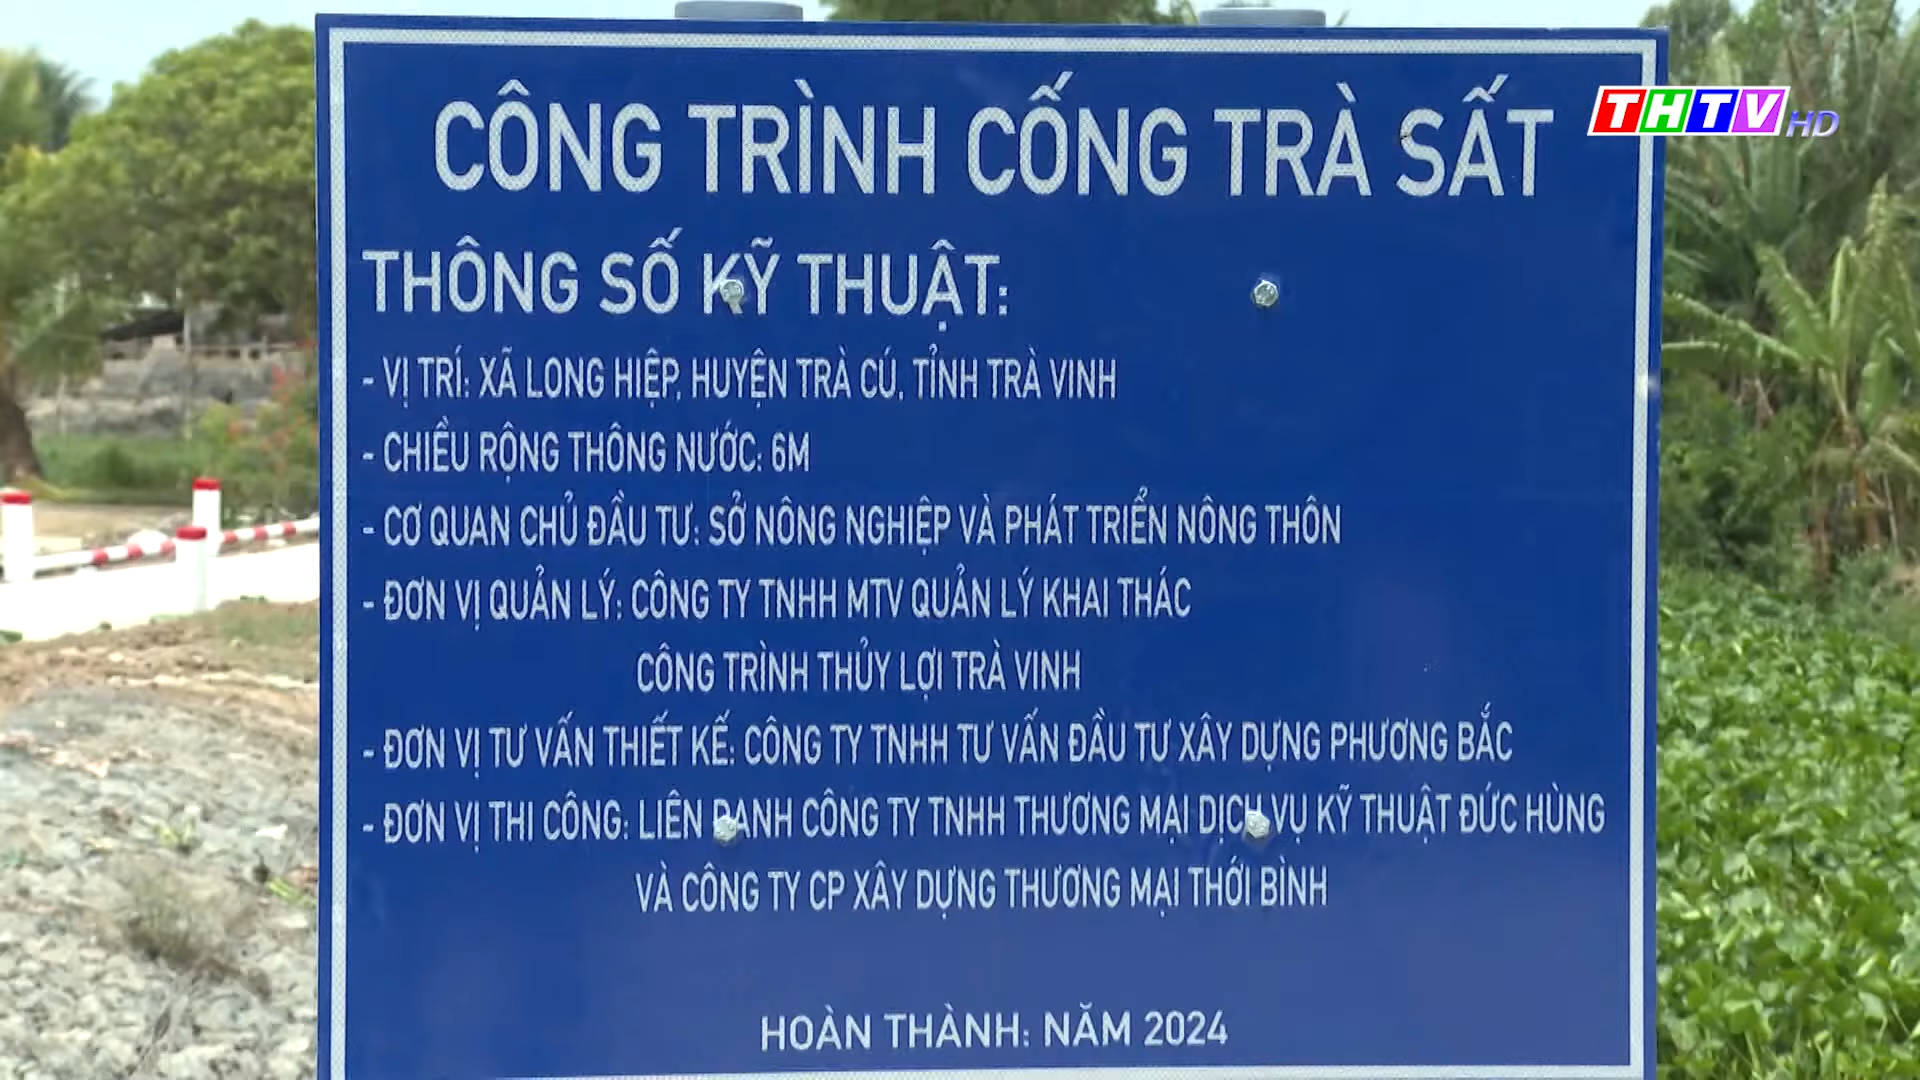 THTV HD
CÔNG TRÌNH CỐNG TRÀ SẤT
THÔNG SỐ KỸ THUẬT:
- VỊ TRÍ: XÃ LONG HIỆP, HUYỆN TRÀ CÚ, TỈNH TRÀ VINH
- CHIỀU RỘNG THÔNG NƯỚC: 6M
- CƠ QUAN CHỦ ĐẦU TƯ: SỞ NÔNG NGHIỆP VÀ PHÁT TRIỂN NÔNG THÔN
- ĐƠN VỊ QUẢN LÝ: CÔNG TY TNHH MTV QUẢN LÝ KHAI THÁC
CÔNG TRÌNH THỦY LỢI TRÀ VINH
- ĐƠN VỊ TƯ VẤN THIẾT KẾ: CÔNG TY TNHH TƯ VẤN ĐẦU TƯ XÂY DỰNG PHƯƠNG BẮC
- ĐƠN VỊ THI CÔNG: LIÊN DANH CÔNG TY TNHH THƯƠNG MẠI DỊCH VỤ KỸ THUẬT ĐỨC HÙNG
VÀ CÔNG TY CP XÂY DỰNG THƯƠNG MẠI THỚI BÌNH
HOÀN THÀNH: NĂM 2024